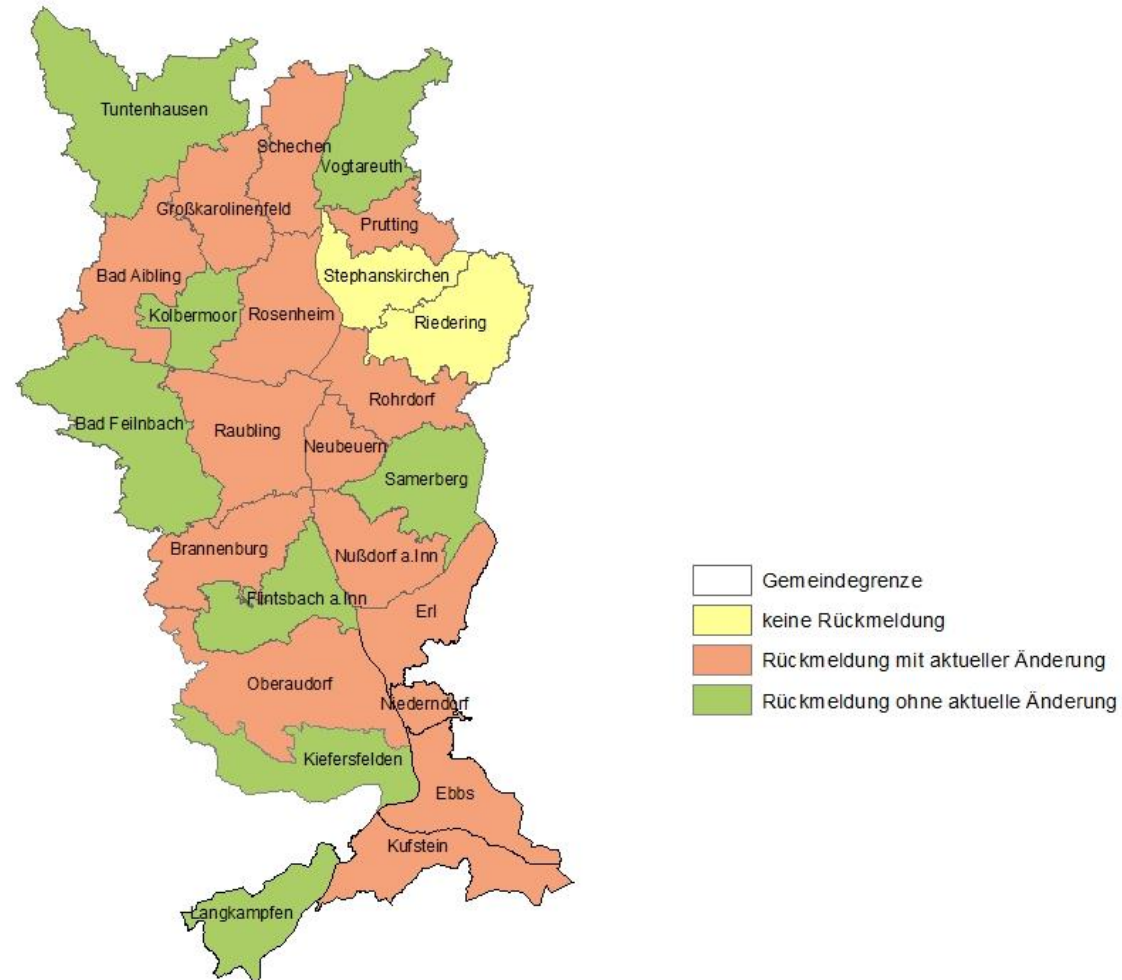 Tuntenhausen
Schechen
Vogtareuth
Großkarolinenfeld
Prutting
Bad Aibling
Stephanskirchen
Kolbermoor
Rosenheim
Riedering
Rohrdorf
Bad Feilnbach
Raubling
Neubeuern
Samerberg
Brannenburg
Nußdorf a.Inn
Flintsbach a.Inn
Erl
Oberaudorf
Niederndorf
Kiefersfelden
Ebbs
Kufstein
Langkampfen
Gemeindegrenze
keine Rückmeldung
Rückmeldung mit aktueller Änderung
Rückmeldung ohne aktuelle Änderung